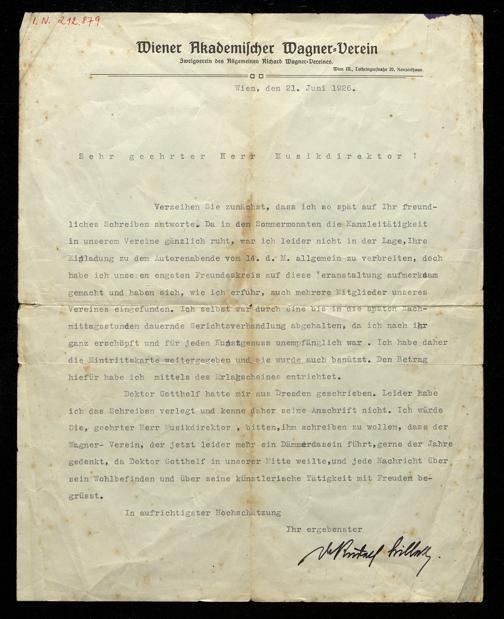 I. N. 212.879
Wiener Akademischer Wagner-Verein
Zweigverein des Allgemeinen Richard Wagner-Vereines.
Wien III., Lothringerstraße 20, Konzerthaus.
Wien, den 21. Juni 1926.
Sehr geehrter Herr Musikdirektor !
Verzeihen Sie zunächst, dass ich so spät auf Ihr freund-
liches Schreiben antworte. Da in den Sommermonaten die Kanzleitätigkeit
in unserem Vereine gänzlich ruht, war ich leider nicht in der Lage,Ihre
Einladung zu dem Autorenabende vom 14. d. M. allgemein zu verbreiten, doch
habe ich unseren engsten Freundeskreis auf diese Veranstaltung aufmerksam
gemacht und haben sich, wie ich erfuhr, auch mehrere Mitglieder unseres
Vereines eingefunden. Ich selbst war durch eine bis in die späten Nach-
mittagsstunden dauernde Gerichtsverhandlung abgehalten, da ich nach ihr
ganz erschöpft und für jeden Kunstgenuss unempfänglich war . Ich habe daher
die Eintrittskarte weitergegeben und sie wurde auch benützt. Den Betrag
hiefür habe ich mittels des Erlagscheines entrichtet.
Doktor Gotthelf hatte mir aus Dresden geschrieben. Leider habe
ich das Schreiben verlegt und kenne daher seine Anschrift nicht. Ich würde
Sie, geehrter Herr Musikdirektor , bitten,ihm schreiben zu wollen, dass der
Wagner- Verein, der jetzt leider mehr ein Dämmerdasein führt,gerne der Jahre
gedenkt, da Doktor Gotthelf in unserer Mitte weilte,und jede Nachricht über
sein Wohlbefinden und über seine künstlerische Tätigkeit mit Freuden be-
grüsst.
In aufrichtigster Hochschätzung
Ihr ergebenster